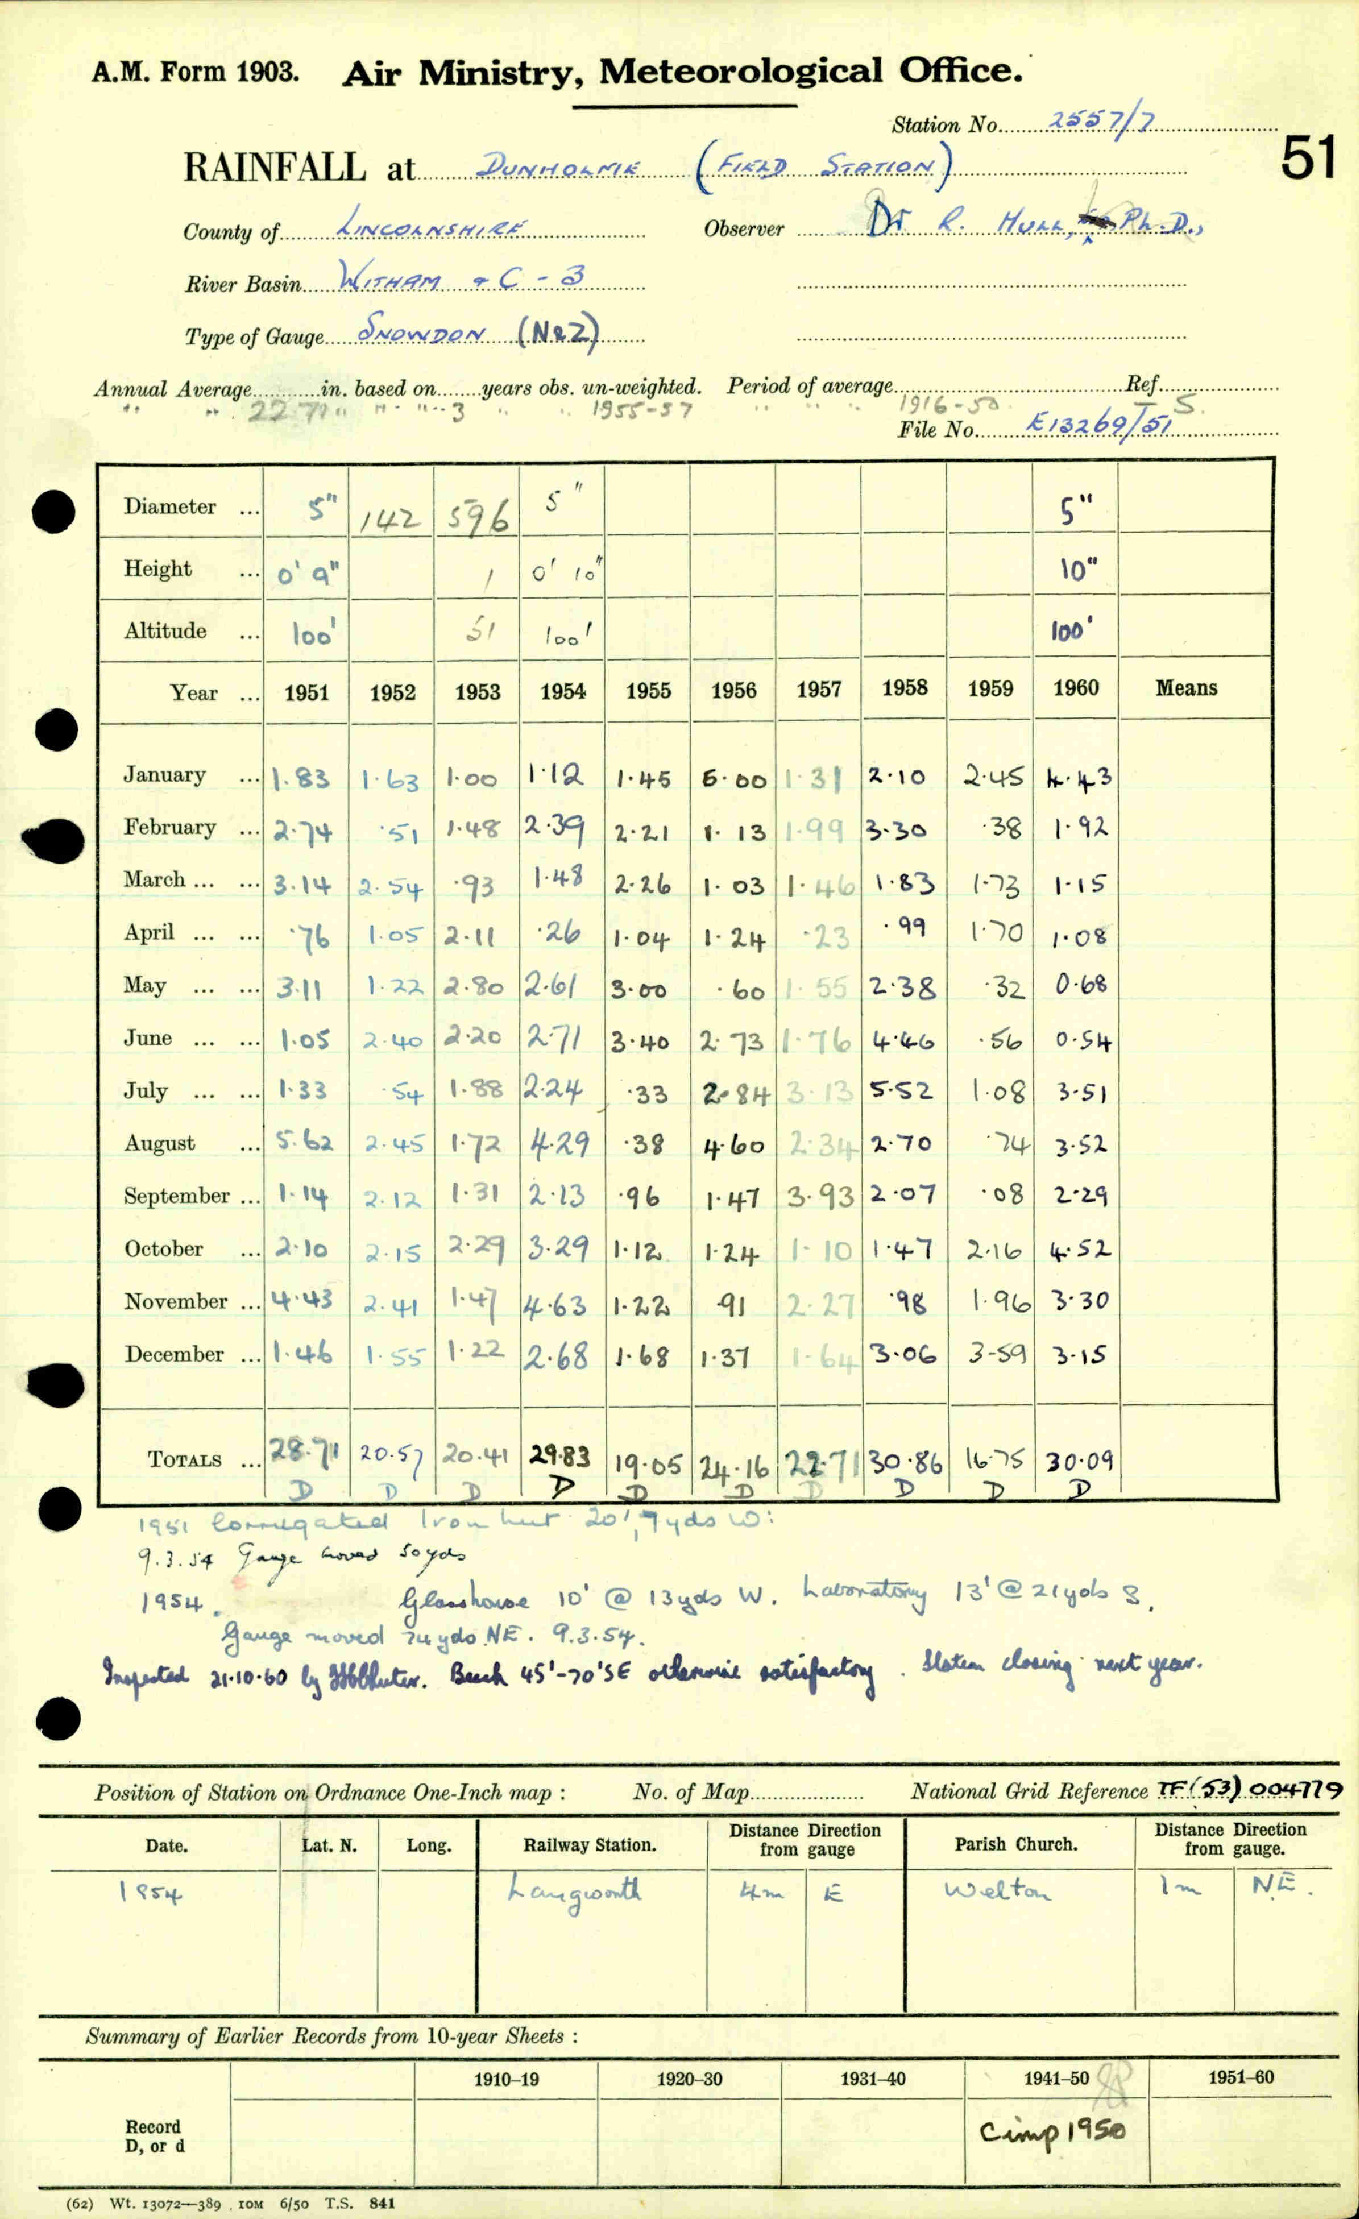 A.M. Form 1903. Air Ministry, Meteorological Office.
Station No. 2557/7
RAINFALL at DUNHOLME (FIELD STATION) 51
County of LINCOLNSHIRE Observer Dr R. HULL, Ph.D.,
River Basin WITHAM & C - 3
Type of Gauge SNOWDON (Mk2)
Annual Average in. based on years obs. un-weighted. Period of average Ref.
" " 22.71" " " 3 " " 1955-57 " " " 1916-50 S.
File No. E13269/51
Diameter ... 5" 142 596 5" 5"
Height ... 0' 9" 1 0' 10" 10"
Altitude ... 100' 51 100' 100'
Year ... 1951 1952 1953 1954 1955 1956 1957 1958 1959 1960 Means
January ... 1.83 1.63 1.00 1.12 1.45 5.00 1.31 2.10 2.45 4.43
February ... 2.74 .51 1.48 2.39 2.21 1.13 1.99 3.30 .38 1.92
March ... ... 3.14 2.54 .93 1.48 2.26 1.03 1.46 1.83 1.73 1.15
April ... ... .76 1.05 2.11 .26 1.04 1.24 .23 .99 1.70 1.08
May ... ... 3.11 1.22 2.80 2.61 3.00 .60 1.55 2.38 .32 0.68
June ... ... 1.05 2.40 2.20 2.71 3.40 2.73 1.76 4.46 .56 0.54
July ... ... 1.33 .54 1.88 2.24 .33 2.84 3.13 5.52 1.08 3.51
August ... 5.62 2.45 1.72 4.29 .38 4.60 2.34 2.70 .74 3.52
September ... 1.14 2.12 1.31 2.13 .96 1.47 3.93 2.07 .08 2.29
October ... 2.10 2.15 2.29 3.29 1.12 1.24 1.10 1.47 2.16 4.52
November ... 4.43 2.41 1.47 4.63 1.22 .91 2.27 .98 1.96 3.30
December ... 1.46 1.55 1.22 2.68 1.68 1.37 1.64 3.06 3.59 3.15
TOTALS ... 28.71 20.57 20.41 29.83 19.05 24.16 22.71 30.86 16.75 30.09
D D D D D D D D D D
1951 Corrugated Iron hut 20', 7yds W:
9.3.54 Gauge moved 50yds
1954. Glasshouse 10' @ 13yds W. Laboratory 13' @ 21yds S.
Gauge moved 74yds NE. 9.3.54.
Inspected 21.10.60 by Beech 45'-70'SE otherwise satisfactory. Station closing next year.
Position of Station on Ordnance One-Inch map : No. of Map National Grid Reference TF(53) 004779
Date. Lat. N. Long. Railway Station. Distance Direction from gauge Parish Church. Distance Direction from gauge.
1954 Langworth 4m E Welton 1m NE.
Summary of Earlier Records from 10-year Sheets :
1910–19 1920–30 1931–40 1941–50 1951–60
Record D, or d Cimp 1950
(62) Wt. 13072—389 10M 6/50 T.S. 841